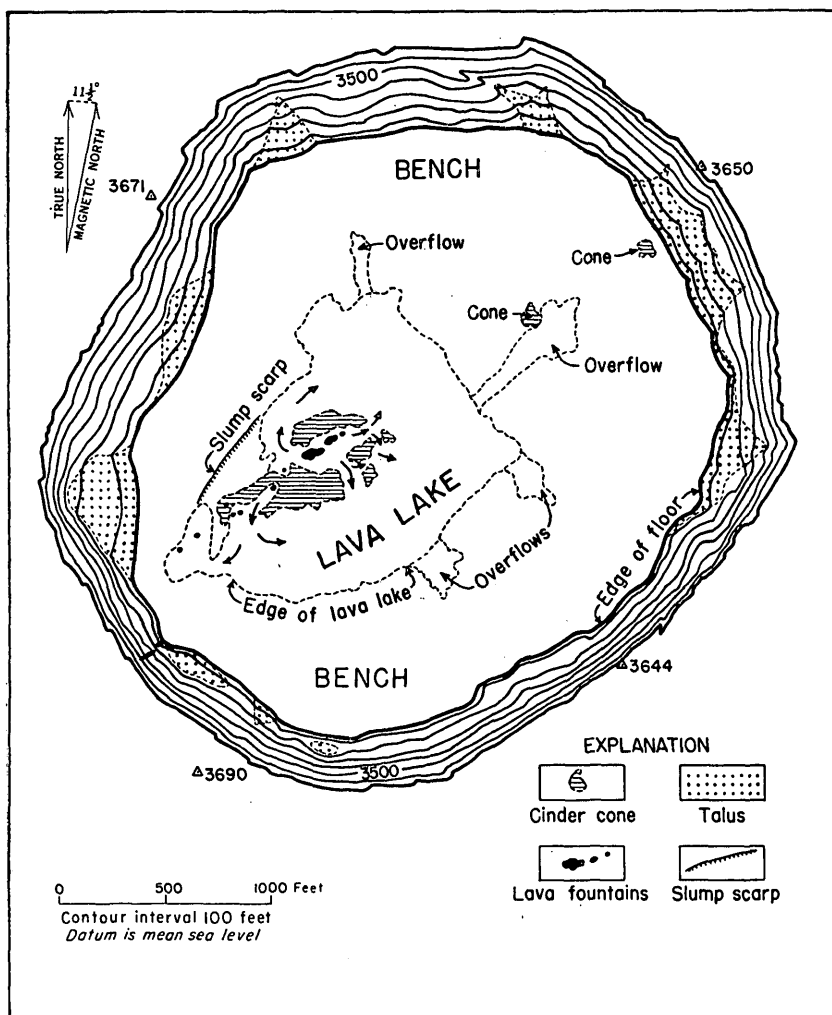 3500
11½°
TRUE NORTH
MAGNETIC NORTH
3671
BENCH
3650
Overflow
Cone
Cone
Overflow
Slump scarp
LAVA LAKE
Overflows
Edge of floor
Edge of lava lake
BENCH
3644
3690
3500
EXPLANATION
Cinder cone
Talus
Lava fountains
Slump scarp
0 500 1000 Feet
Contour interval 100 feet
Datum is mean sea level